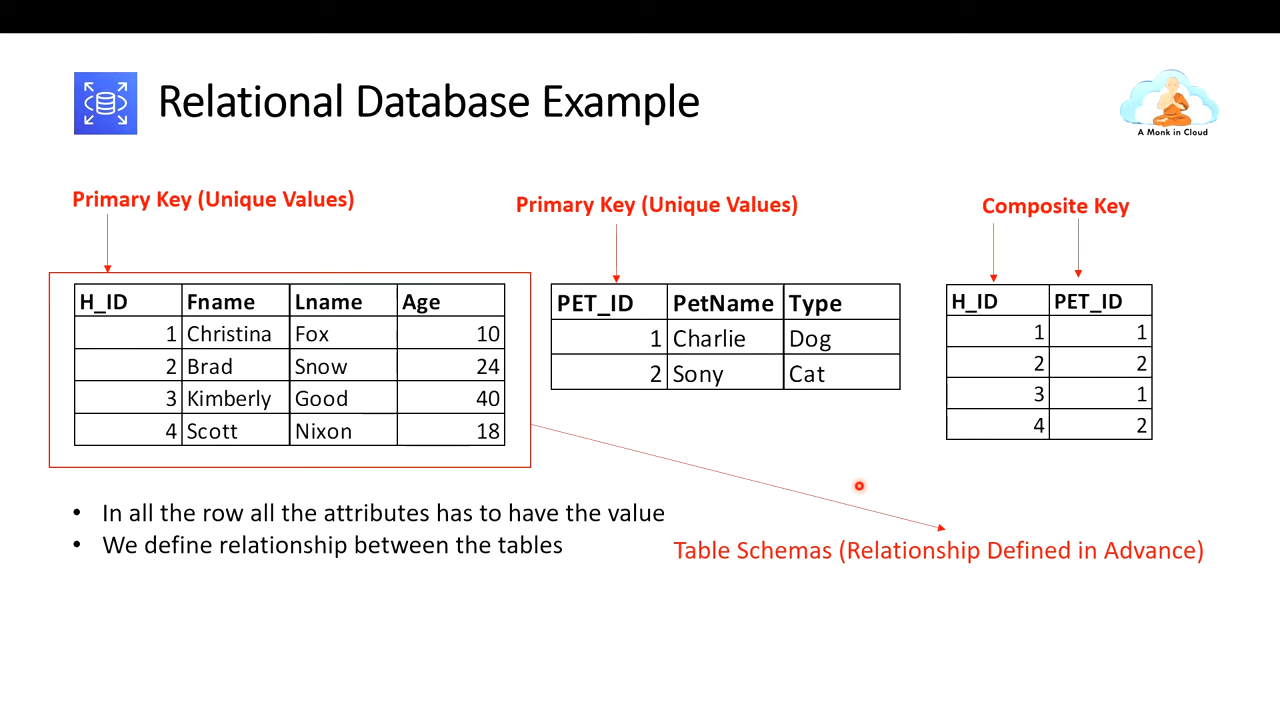 Relational Database Example
A Monk in Cloud
Primary Key (Unique Values)
Primary Key (Unique Values)
Composite Key
H_ID Fname Lname Age
1 Christina Fox 10
2 Brad Snow 24
3 Kimberly Good 40
4 Scott Nixon 18
PET_ID PetName Type
1 Charlie Dog
2 Sony Cat
H_ID PET_ID
1 1
2 2
3 1
4 2
• In all the row all the attributes has to have the value
• We define relationship between the tables
Table Schemas (Relationship Defined in Advance)